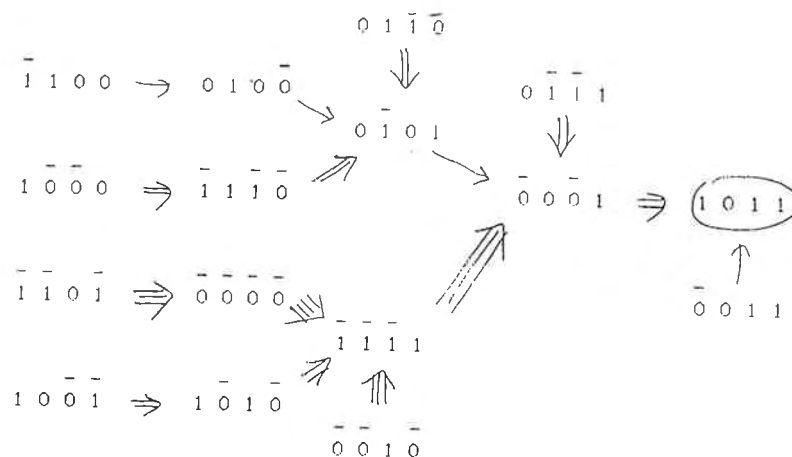 0 1 1̅ 0̅
1̅ 1 0 0
0 1 0 0̅
0 1̅ 1̅ 1
0 1̅ 0 1
1 0̅ 0̅ 0
1̅ 1 1̅ 0̅
0̅ 0 0̅ 1
1 0 1 1
1̅ 1̅ 0 1̅
0̅ 0̅ 0̅ 0̅
0̅ 0 1 1
1̅ 1̅ 1̅ 1
1 0 0̅ 1̅
1 0̅ 1 0̅
0̅ 0̅ 1 0̅